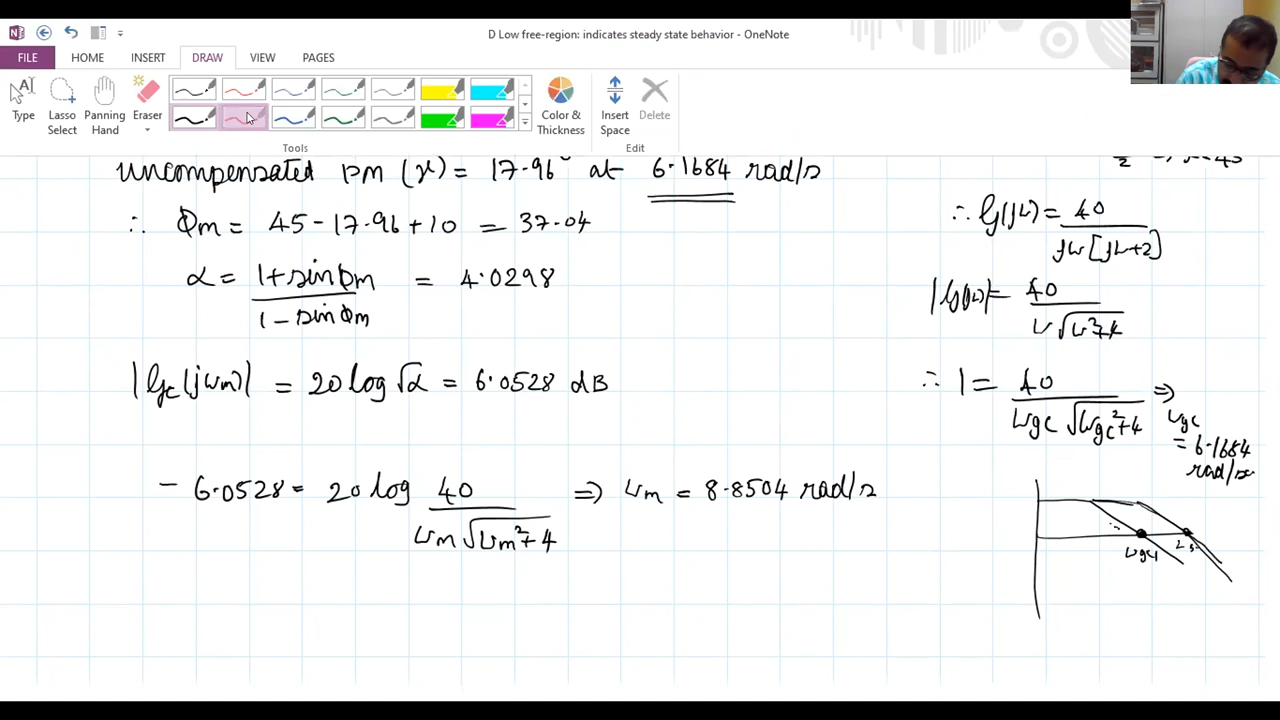 D Low free-region: indicates steady state behavior - OneNote
FILE HOME INSERT DRAW VIEW PAGES
Type
Lasso Select
Panning Hand
Eraser
Color & Thickness
Insert Space
Delete
Tools
Edit
uncompensated PM (γ) = 17.96° at 6.1684 rad/s
∴ φm = 45 - 17.96 + 10 = 37.04
α = 1+sinφm / 1 - sinφm = 4.0298
|Gc(jωm)| = 20 log √α = 6.0528 dB
- 6.0528 = 20 log 40 / ωm √ωm²+4 ⇒ ωm = 8.8504 rad/s
∴ G(jω) = 40 / jω[jω+2]
|G(jω)| = 40 / ω√ω²+4
∴ 1 = 40 / ωgc √ωgc²+4 ⇒
ωgc
= 6.1684
rad/s
ωgc1